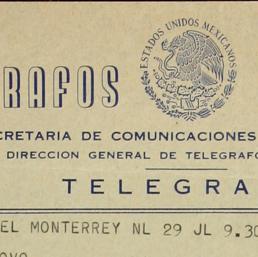 ESTADOS UNIDOS MEXICANOS
RAFOS
CRETARIA DE COMUNICACIONES
DIRECCION GENERAL DE TELEGRAFO
TELEGRA
EL MONTERREY NL 29 JL 9.30